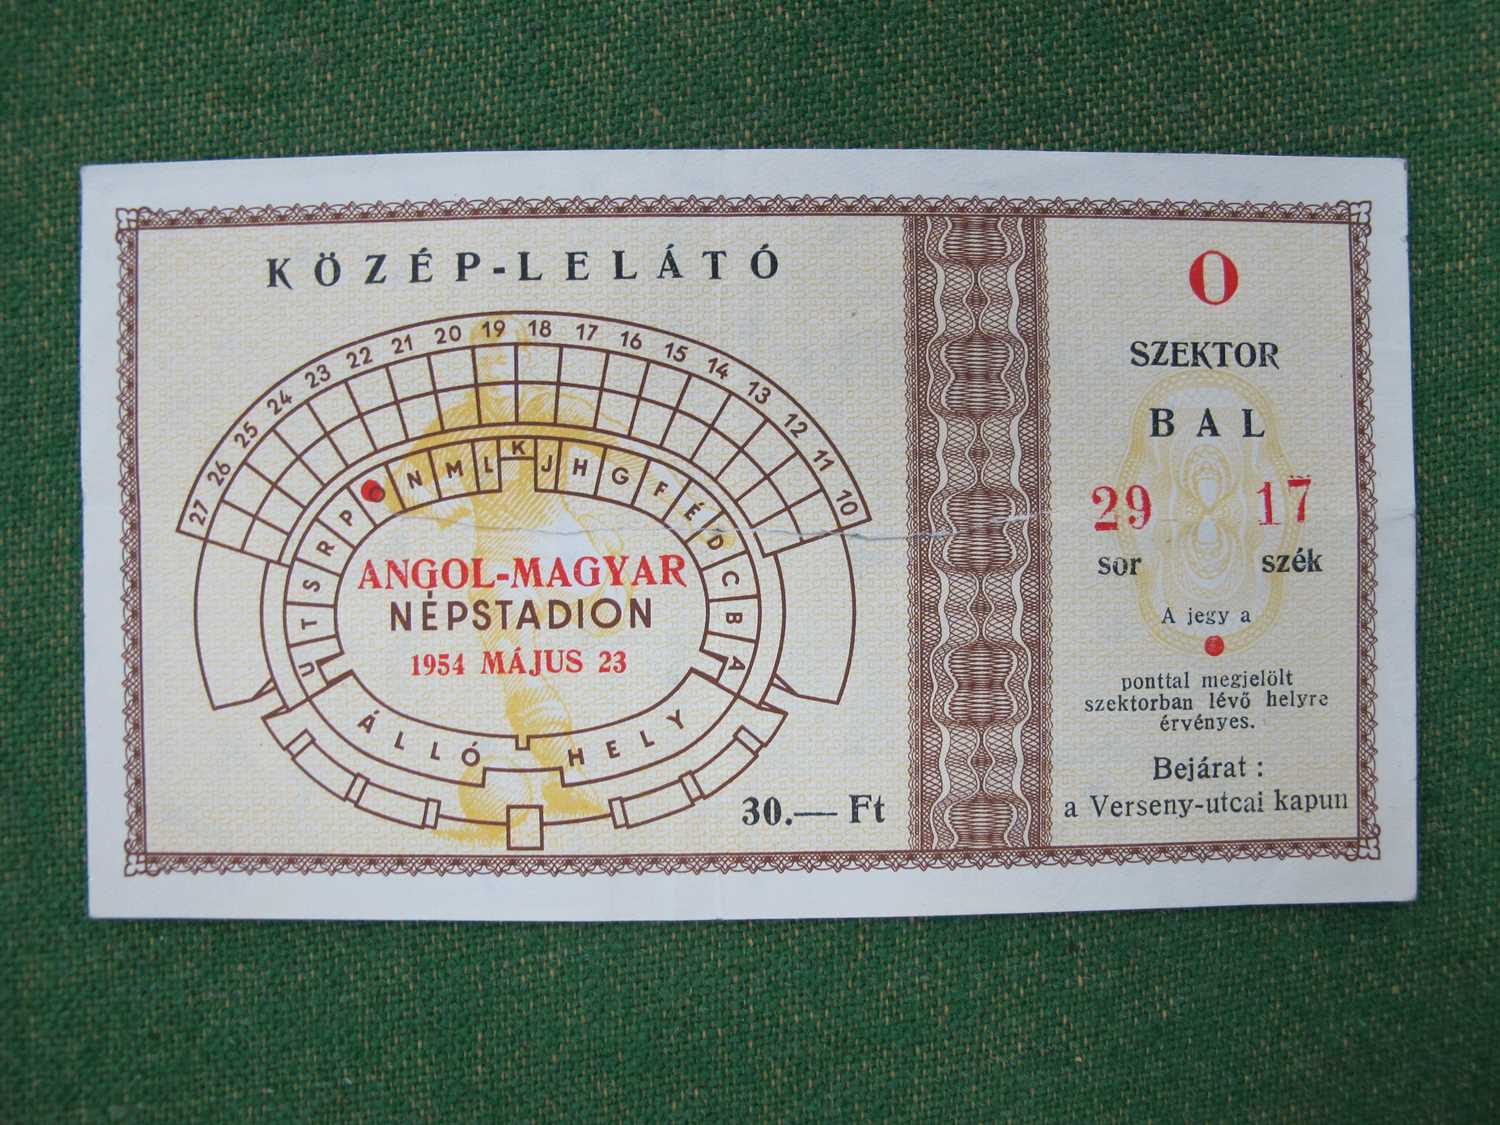 KÖZÉP-LELÁTÓ
27 26 25 24 23 22 21 20 19 18 17 16 15 14 13 12 11 10
U T S R P N M L K J H G F É D C B A
ANGOL-MAGYAR
NÉPSTADION
1954 MÁJUS 23
ÁLLÓ HELY
30.— Ft
O
SZEKTOR
BAL
29 17
sor szék
A jegy a
ponttal megjelölt
szektorban lévő helyre
érvényes.
Bejárat :
a Verseny-utcai kapun